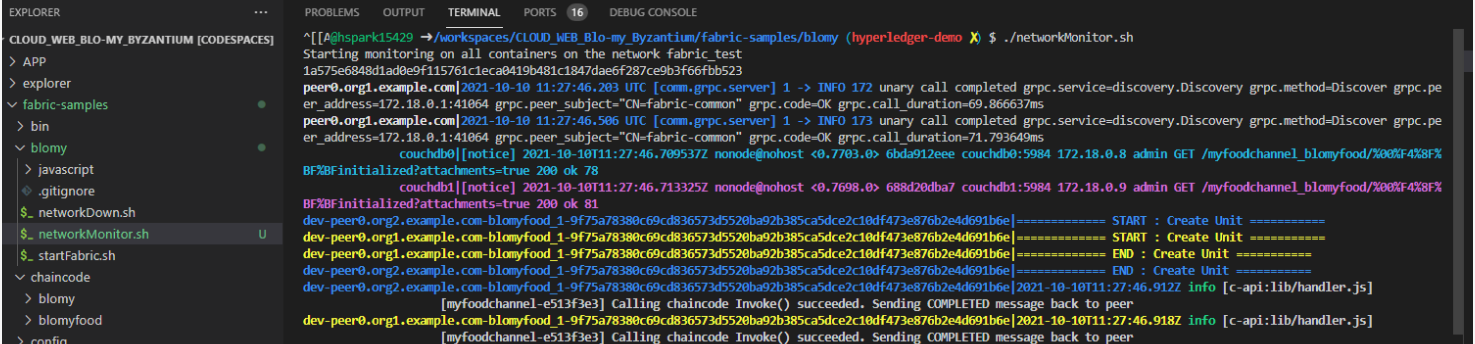 EXPLORER
...
CLOUD_WEB_BLO-MY_BYZANTIUM [CODESPACES]
> APP
> explorer
fabric-samples
> bin
blomy
> javascript
.gitignore
$_ networkDown.sh
$_ networkMonitor.sh U
$_ startFabric.sh
chaincode
> blomy
> blomyfood
> config
PROBLEMS OUTPUT TERMINAL PORTS 16 DEBUG CONSOLE
^[[A@hspark15429 ➜/workspaces/CLOUD_WEB_Blo-my_Byzantium/fabric-samples/blomy (hyperledger-demo ✗) $ ./networkMonitor.sh
Starting monitoring on all containers on the network fabric_test
1a575e6848d1ad0e9f115761c1eca0419b481c1847dae6f287ce9b3f66fbb523
peer0.org1.example.com|2021-10-10 11:27:46.203 UTC [comm.grpc.server] 1 -> INFO 172 unary call completed grpc.service=discovery.Discovery grpc.method=Discover grpc.pe
er_address=172.18.0.1:41064 grpc.peer_subject="CN=fabric-common" grpc.code=OK grpc.call_duration=69.866637ms
peer0.org1.example.com|2021-10-10 11:27:46.506 UTC [comm.grpc.server] 1 -> INFO 173 unary call completed grpc.service=discovery.Discovery grpc.method=Discover grpc.pe
er_address=172.18.0.1:41064 grpc.peer_subject="CN=fabric-common" grpc.code=OK grpc.call_duration=71.793649ms
couchdb0|[notice] 2021-10-10T11:27:46.709537Z nonode@nohost <0.7703.0> 6bda912eee couchdb0:5984 172.18.0.8 admin GET /myfoodchannel_blomyfood/%00%F4%8F%
BF%BFinitialized?attachments=true 200 ok 78
couchdb1|[notice] 2021-10-10T11:27:46.713325Z nonode@nohost <0.7698.0> 688d20dba7 couchdb1:5984 172.18.0.9 admin GET /myfoodchannel_blomyfood/%00%F4%8F%
BF%BFinitialized?attachments=true 200 ok 81
dev-peer0.org2.example.com-blomyfood_1-9f75a78380c69cd836573d5520ba92b385ca5dce2c10df473e876b2e4d691b6e|============= START : Create Unit ===========
dev-peer0.org1.example.com-blomyfood_1-9f75a78380c69cd836573d5520ba92b385ca5dce2c10df473e876b2e4d691b6e|============= START : Create Unit ===========
dev-peer0.org1.example.com-blomyfood_1-9f75a78380c69cd836573d5520ba92b385ca5dce2c10df473e876b2e4d691b6e|============= END : Create Unit ===========
dev-peer0.org2.example.com-blomyfood_1-9f75a78380c69cd836573d5520ba92b385ca5dce2c10df473e876b2e4d691b6e|============= END : Create Unit ===========
dev-peer0.org2.example.com-blomyfood_1-9f75a78380c69cd836573d5520ba92b385ca5dce2c10df473e876b2e4d691b6e|2021-10-10T11:27:46.912Z info [c-api:lib/handler.js]
[myfoodchannel-e513f3e3] Calling chaincode Invoke() succeeded. Sending COMPLETED message back to peer
dev-peer0.org1.example.com-blomyfood_1-9f75a78380c69cd836573d5520ba92b385ca5dce2c10df473e876b2e4d691b6e|2021-10-10T11:27:46.918Z info [c-api:lib/handler.js]
[myfoodchannel-e513f3e3] Calling chaincode Invoke() succeeded. Sending COMPLETED message back to peer